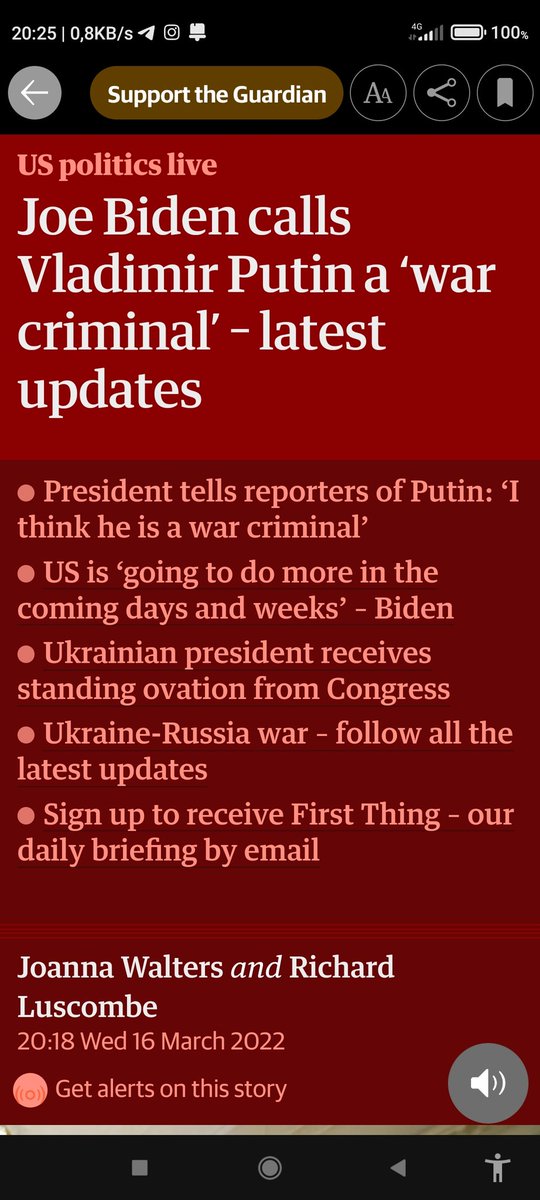 20:25 | 0,8KB/s 4G 100%
Support the Guardian AA
US politics live
Joe Biden calls
Vladimir Putin a ‘war
criminal’ – latest
updates
● President tells reporters of Putin: ‘I
think he is a war criminal’
● US is ‘going to do more in the
coming days and weeks’ – Biden
● Ukrainian president receives
standing ovation from Congress
● Ukraine-Russia war – follow all the
latest updates
● Sign up to receive First Thing – our
daily briefing by email
Joanna Walters and Richard
Luscombe
20:18 Wed 16 March 2022
Get alerts on this story